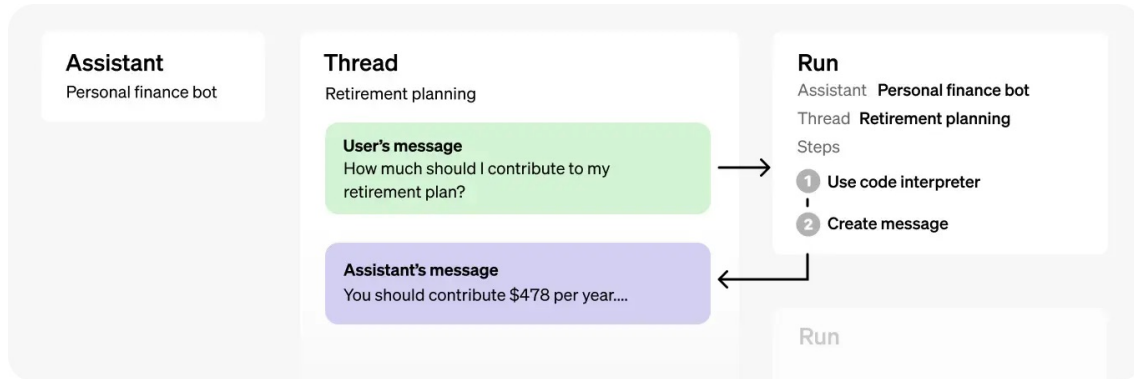 Assistant
Personal finance bot
Thread
Retirement planning
User's message
How much should I contribute to my
retirement plan?
Assistant's message
You should contribute $478 per year....
Run
Assistant Personal finance bot
Thread Retirement planning
Steps
1 Use code interpreter
2 Create message
Run